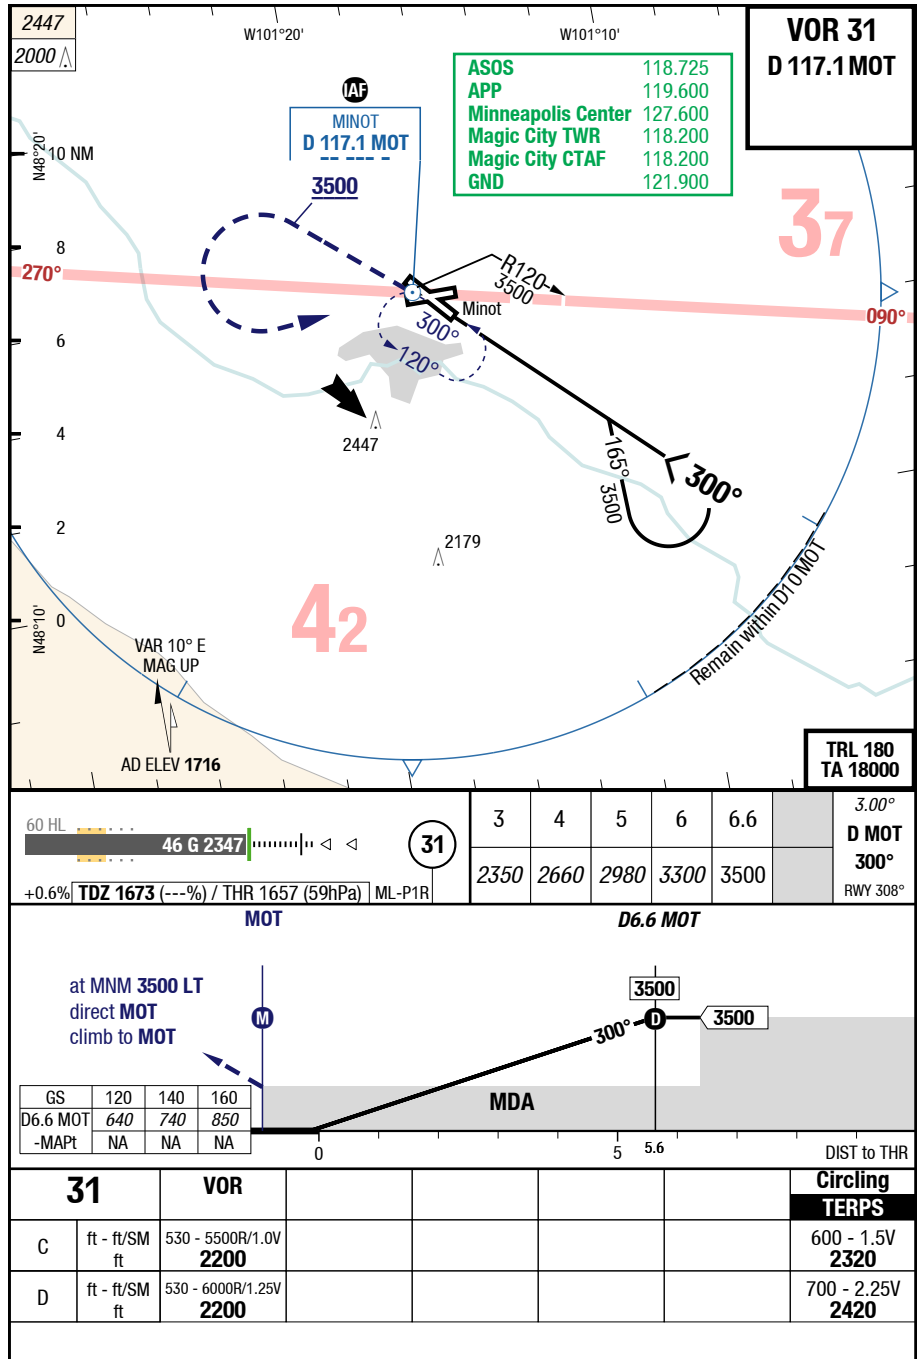 2447
2000
W101°20'
W101°10'
VOR 31
D 117.1 MOT
ASOS 118.725
APP 119.600
Minneapolis Center 127.600
Magic City TWR 118.200
Magic City CTAF 118.200
GND 121.900
IAF
MINOT
D 117.1 MOT
N48°20'
10 NM
3500
37
8
270°
R120
3500
Minot
090°
300°
6
120°
4
2447
165°
3500
300°
2
2179
Remain within D10 MOT
N48°10'
0
42
VAR 10° E
MAG UP
AD ELEV 1716
TRL 180
TA 18000
60 HL
46 G 2347
31
+0.6% TDZ 1673 (---%) / THR 1657 (59hPa) ML-P1R
3 4 5 6 6.6
2350 2660 2980 3300 3500
3.00°
D MOT
300°
RWY 308°
MOT
D6.6 MOT
at MNM 3500 LT
direct MOT
climb to MOT
M
3500
300°
D
3500
MDA
GS 120 140 160
D6.6 MOT 640 740 850
-MAPt NA NA NA
0 5 5.6 DIST to THR
31 VOR Circling
TERPS
C ft - ft/SM 530 - 5500R/1.0V 600 - 1.5V
ft 2200 2320
D ft - ft/SM 530 - 6000R/1.25V 700 - 2.25V
ft 2200 2420